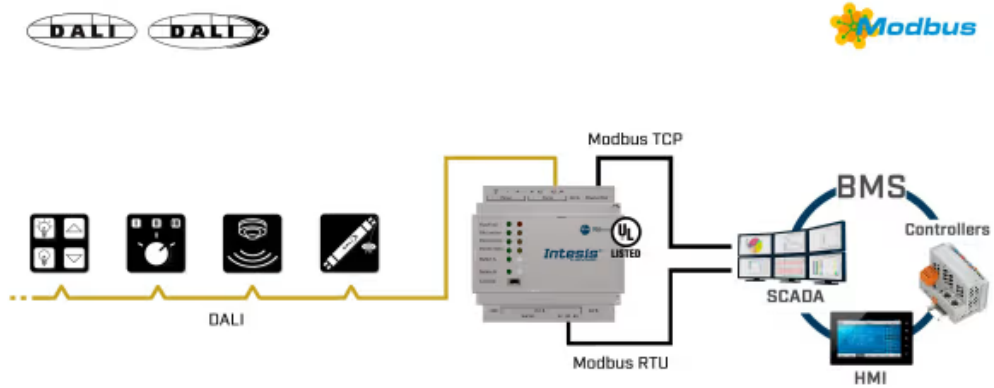 DALI DALI 2
Modbus
Modbus TCP
BMS
Controllers
Intesis
UL
LISTED
SCADA
DALI
Modbus RTU
HMI